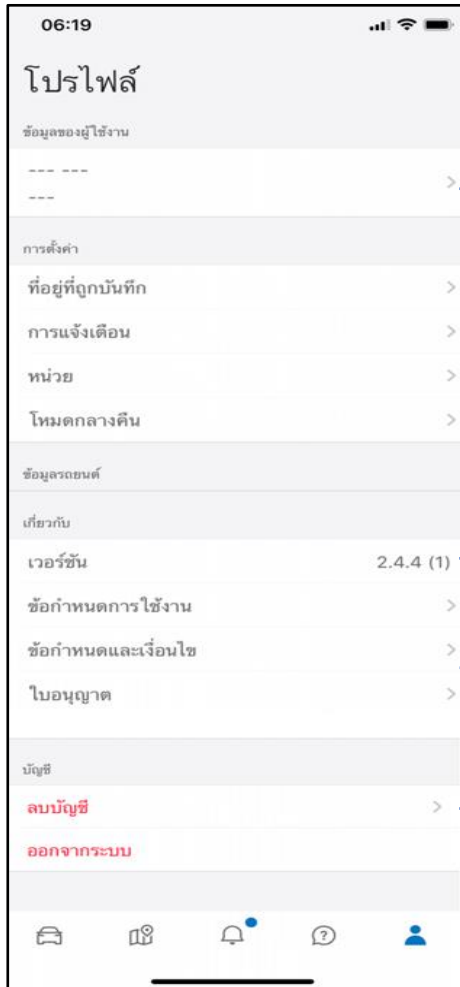 06:19
โปรไฟล์
ข้อมูลของผู้ใช้งาน
--- ---
---
การตั้งค่า
ที่อยู่ที่ถูกบันทึก
การแจ้งเตือน
หน่วย
โหมดกลางคืน
ข้อมูลรถยนต์
เกี่ยวกับ
เวอร์ชัน 2.4.4 (1)
ข้อกำหนดการใช้งาน
ข้อกำหนดและเงื่อนไข
ใบอนุญาต
บัญชี
ลบบัญชี
ออกจากระบบ